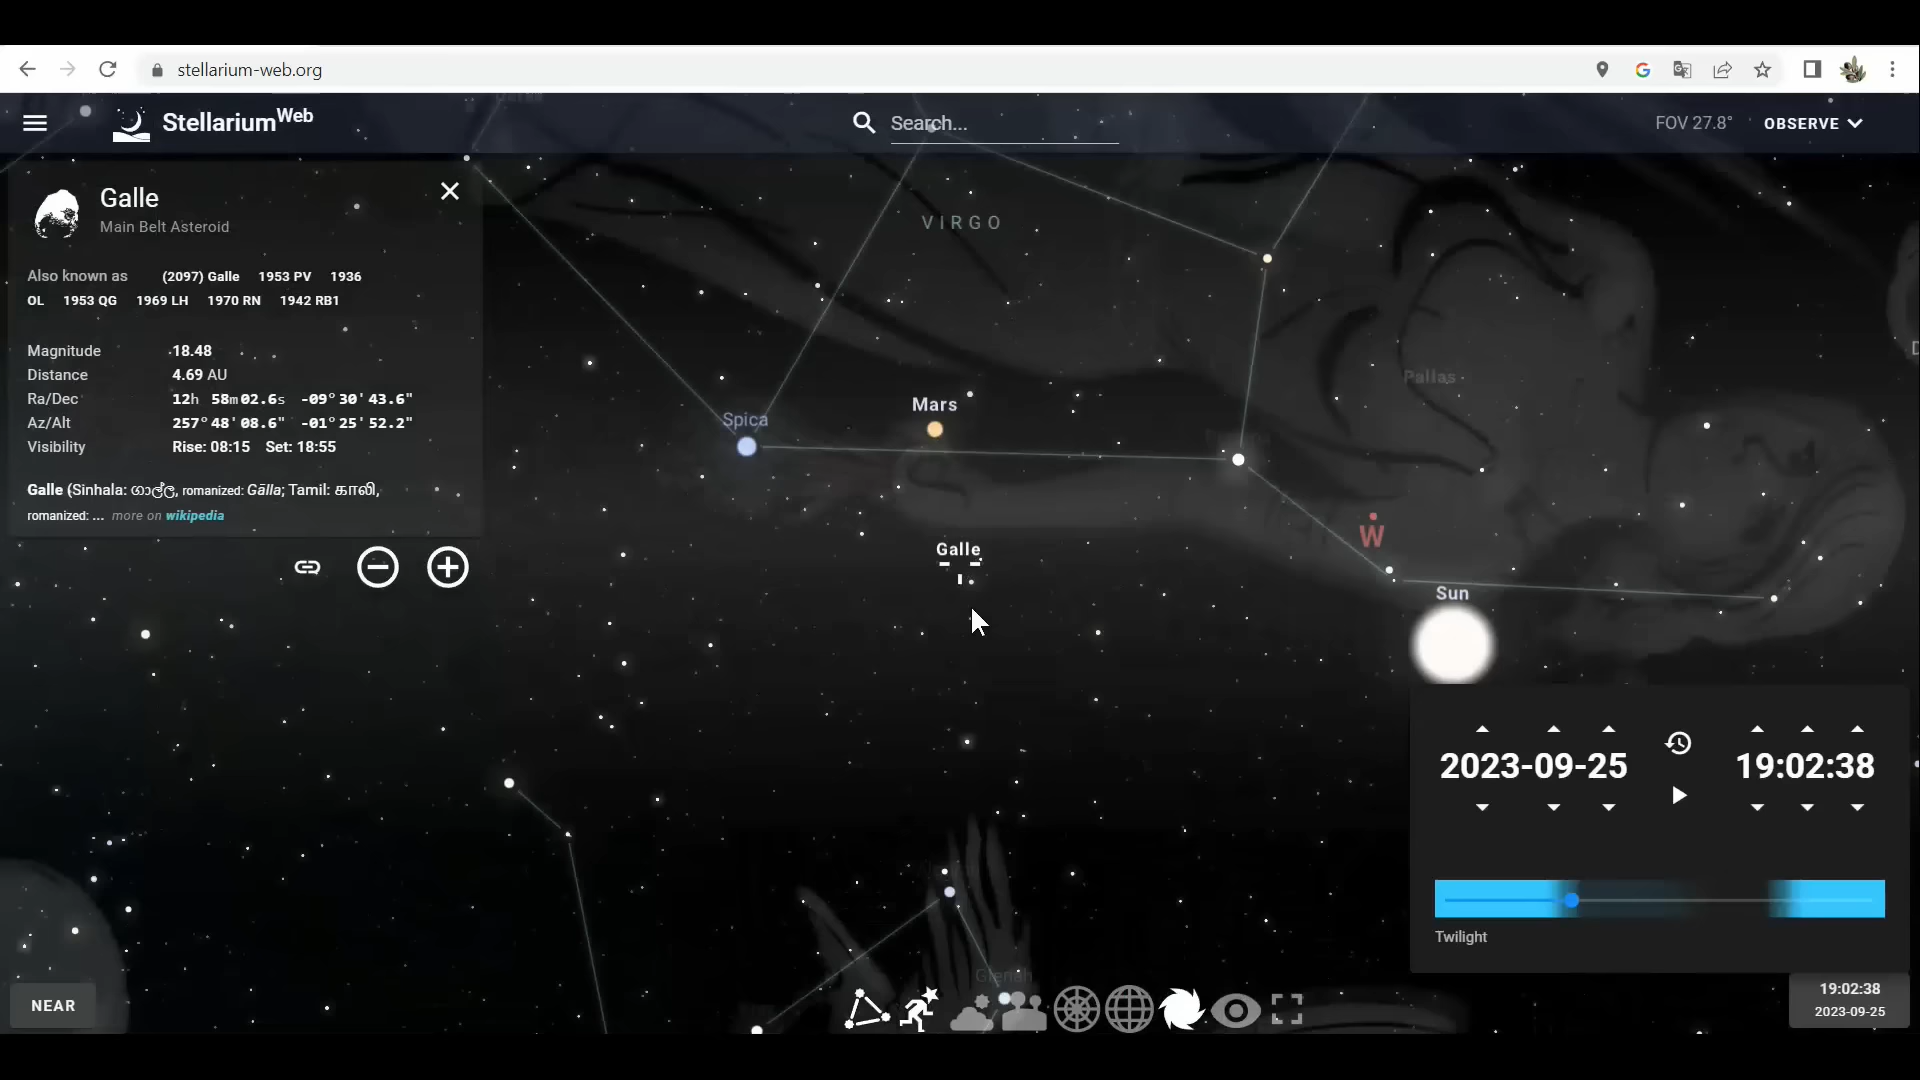 stellarium-web.org
StellariumWeb
Search...
FOV 27.8°
OBSERVE
Galle
Main Belt Asteroid
Also known as (2097) Galle 1953 PV 1936
OL 1953 QG 1969 LH 1970 RN 1942 RB1
Magnitude 18.48
Distance 4.69 AU
Ra/Dec 12h 58m 02.6s -09°30'43.6"
Az/Alt 257°48'08.6" -01°25'52.2"
Visibility Rise: 08:15 Set: 18:55
Galle (Sinhala: ගාල්ල, romanized: Gālla; Tamil: காலி,
romanized: ... more on wikipedia
VIRGO
Pallas
Mars
Spica
Galle
W
Sun
2023-09-25
19:02:38
Twilight
Gienah
NEAR
19:02:38
2023-09-25